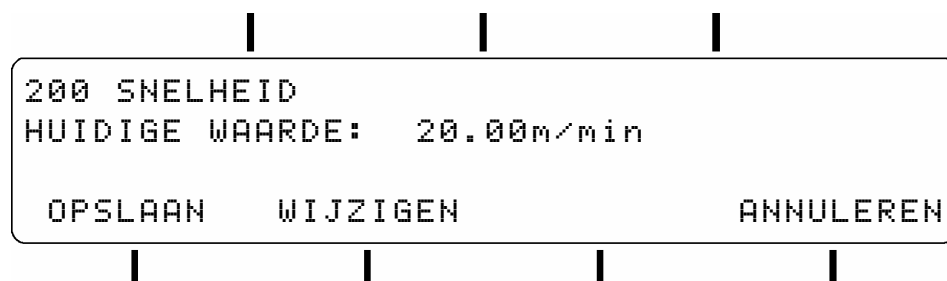 200 SNELHEID
HUIDIGE WAARDE: 20.00m/min
OPSLAAN WIJZIGEN ANNULEREN